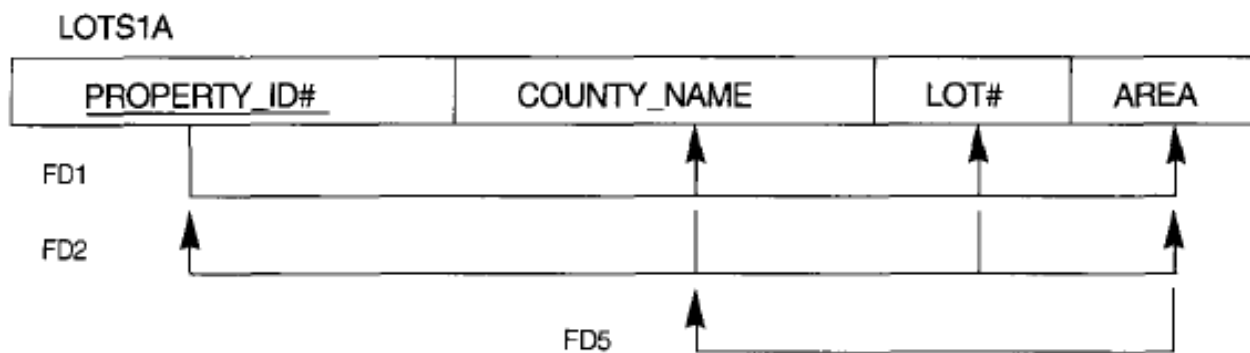 LOTS1A
PROPERTY_ID# COUNTY_NAME LOT# AREA
FD1
FD2
FD5